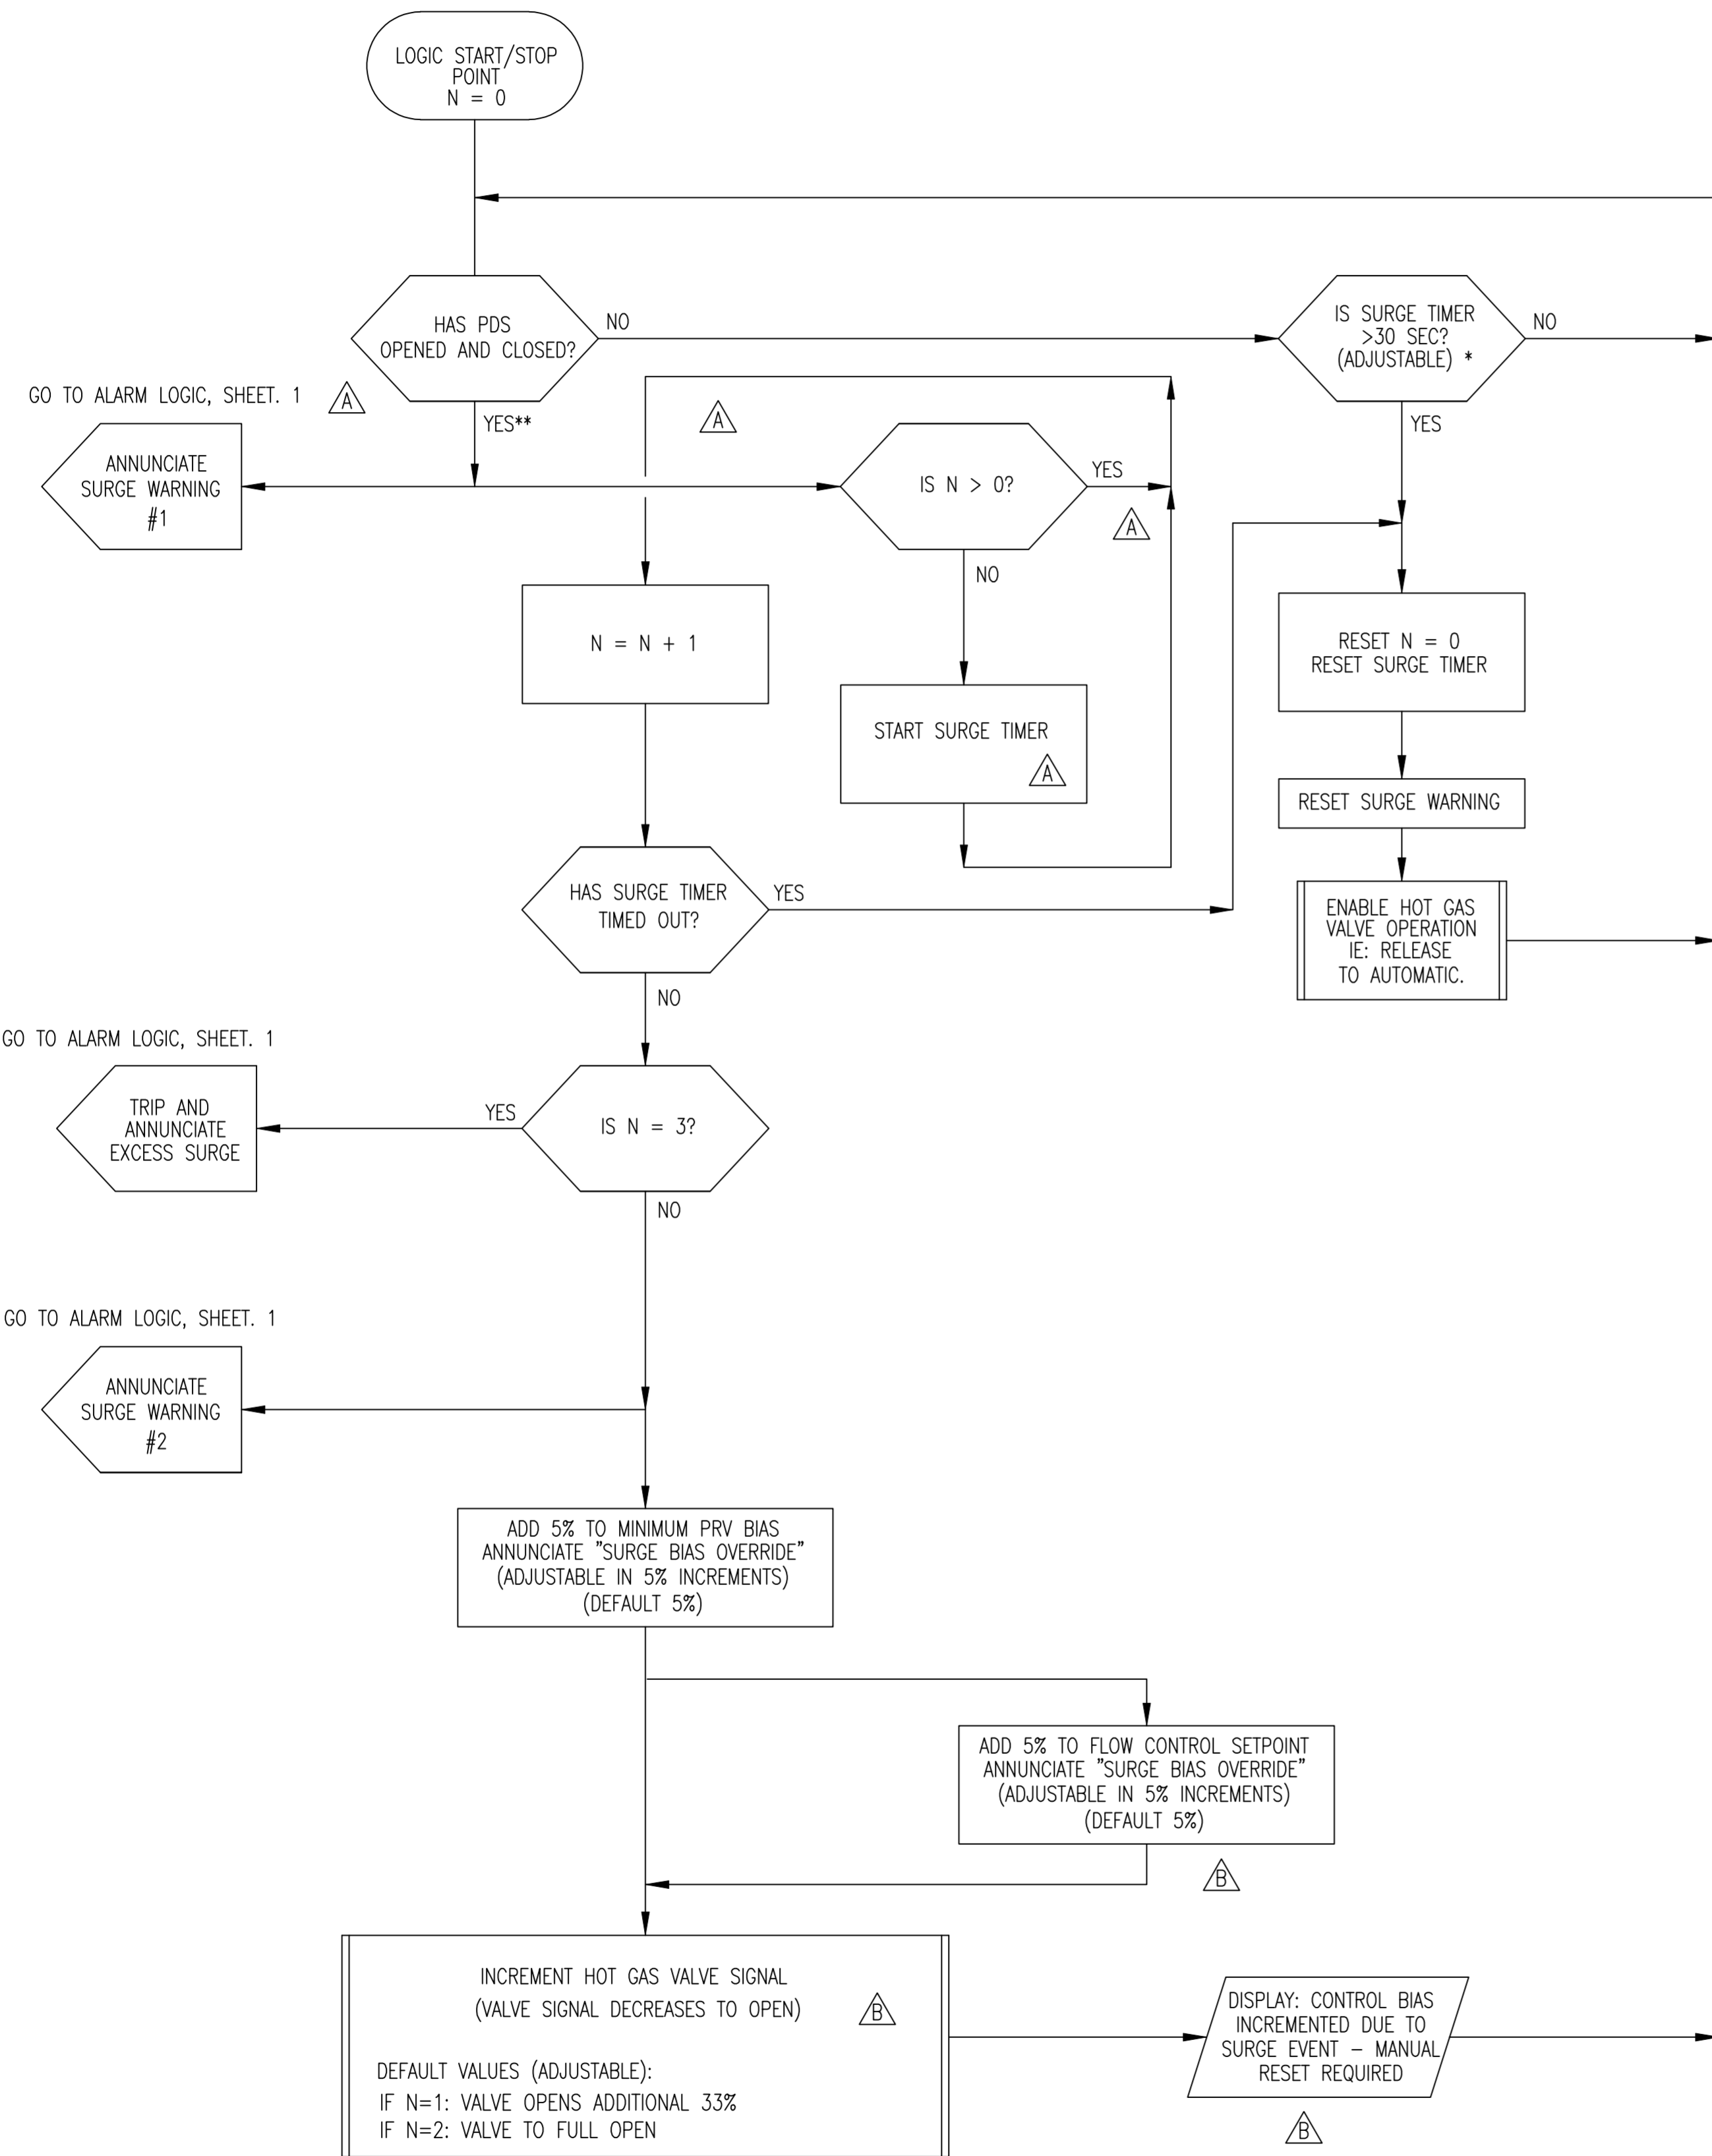 LOGIC START/STOP
POINT
N = 0
HAS PDS
OPENED AND CLOSED?
NO
IS SURGE TIMER
>30 SEC?
(ADJUSTABLE) *
NO
GO TO ALARM LOGIC, SHEET. 1
A
YES**
A
YES
ANNUNCIATE
SURGE WARNING
#1
IS N > 0?
YES
A
NO
N = N + 1
RESET N = 0
RESET SURGE TIMER
START SURGE TIMER
A
RESET SURGE WARNING
HAS SURGE TIMER
TIMED OUT?
YES
ENABLE HOT GAS
VALVE OPERATION
IE: RELEASE
TO AUTOMATIC.
NO
GO TO ALARM LOGIC, SHEET. 1
TRIP AND
ANNUNCIATE
EXCESS SURGE
YES
IS N = 3?
NO
GO TO ALARM LOGIC, SHEET. 1
ANNUNCIATE
SURGE WARNING
#2
ADD 5% TO MINIMUM PRV BIAS
ANNUNCIATE "SURGE BIAS OVERRIDE"
(ADJUSTABLE IN 5% INCREMENTS)
(DEFAULT 5%)
ADD 5% TO FLOW CONTROL SETPOINT
ANNUNCIATE "SURGE BIAS OVERRIDE"
(ADJUSTABLE IN 5% INCREMENTS)
(DEFAULT 5%)
B
INCREMENT HOT GAS VALVE SIGNAL
(VALVE SIGNAL DECREASES TO OPEN)
B
DEFAULT VALUES (ADJUSTABLE):
IF N=1: VALVE OPENS ADDITIONAL 33%
IF N=2: VALVE TO FULL OPEN
DISPLAY: CONTROL BIAS
INCREMENTED DUE TO
SURGE EVENT – MANUAL
RESET REQUIRED
B